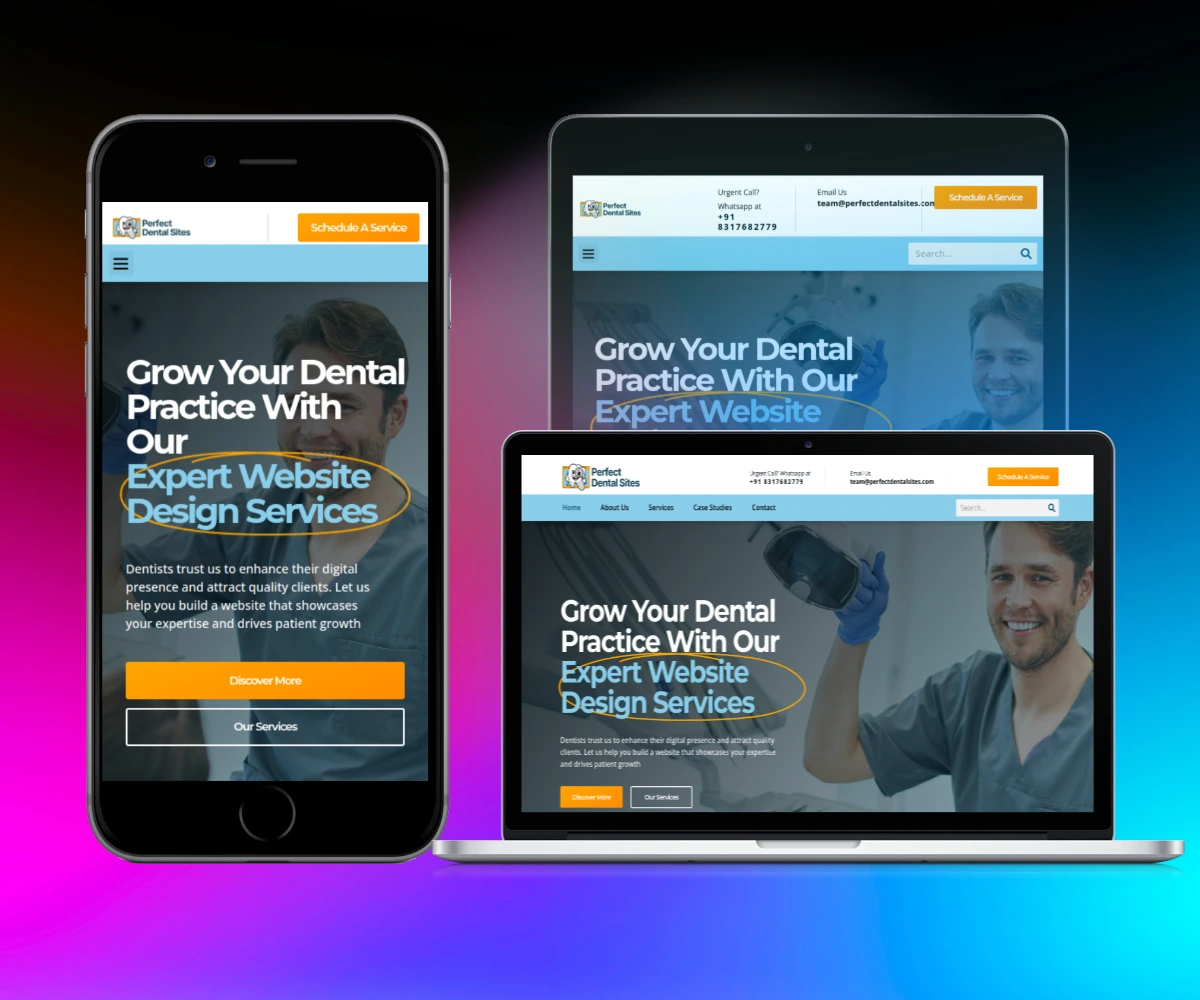 Perfect
Dental Sites
Schedule A Service
Grow Your Dental
Practice With
Our
Expert Website
Design Services
Dentists trust us to enhance their digital
presence and attract quality clients. Let us
help you build a website that showcases
your expertise and drives patient growth
Discover More
Our Services
Perfect
Dental Sites
Urgent Call?
Whatsapp at
+91
8317682779
Email Us
team@perfectdentalsites.com
Schedule A Service
Search...
Grow Your Dental
Practice With Our
Expert Website
Perfect
Dental Sites
Urgent Call? Whatsapp at
+91 8317682779
Email Us
team@perfectdentalsites.com
Schedule A Service
Home About Us Services Case Studies Contact
Search...
Grow Your Dental
Practice With Our
Expert Website
Design Services
Dentists trust us to enhance their digital presence and attract quality
clients. Let us help you build a website that showcases your expertise
and drives patient growth
Discover More
Our Services